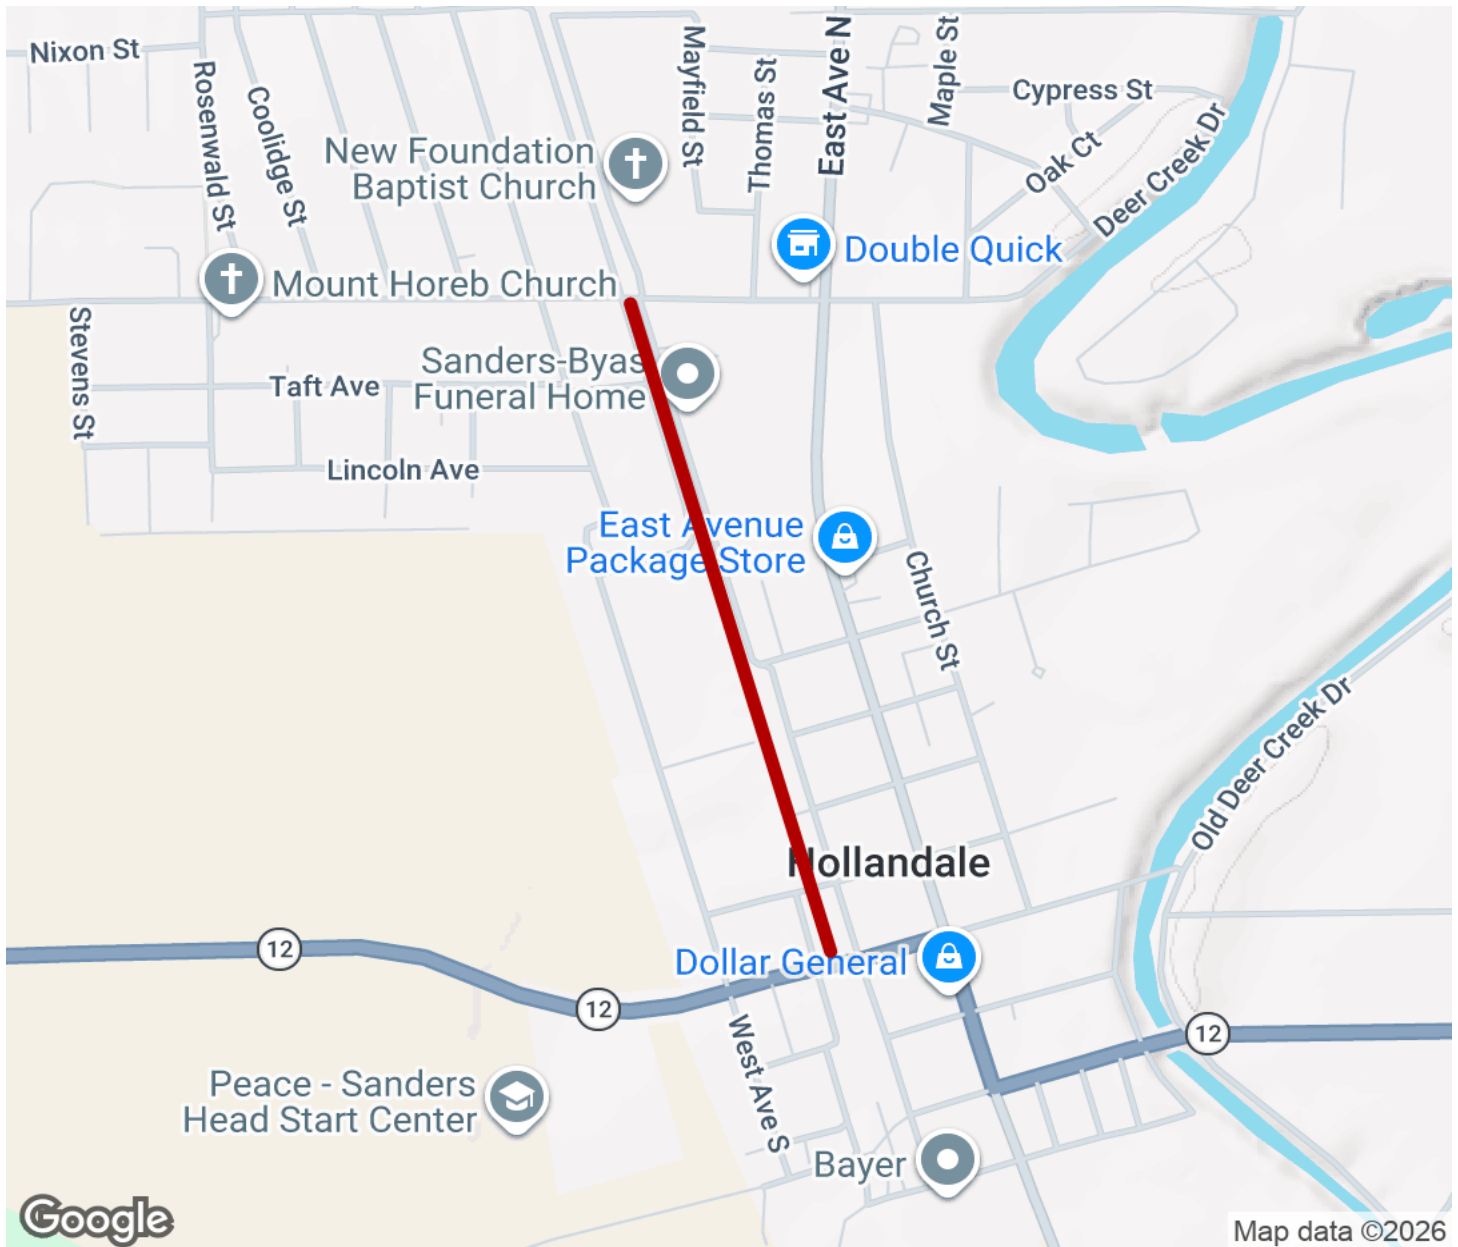 Nixon St
Rosenwald St
Coolidge St
New Foundation
Baptist Church
Mayfield St
Thomas St
East Ave N
Maple St
Cypress St
Oak Ct
Deer Creek Dr
Double Quick
Mount Horeb Church
Stevens St
Taft Ave
Sanders-Byas
Funeral Home
Lincoln Ave
East Avenue
Package Store
Church St
Old Deer Creek Dr
Hollandale
12
12
Dollar General
12
West Ave S
Peace - Sanders
Head Start Center
Bayer
Google
Map data ©2026